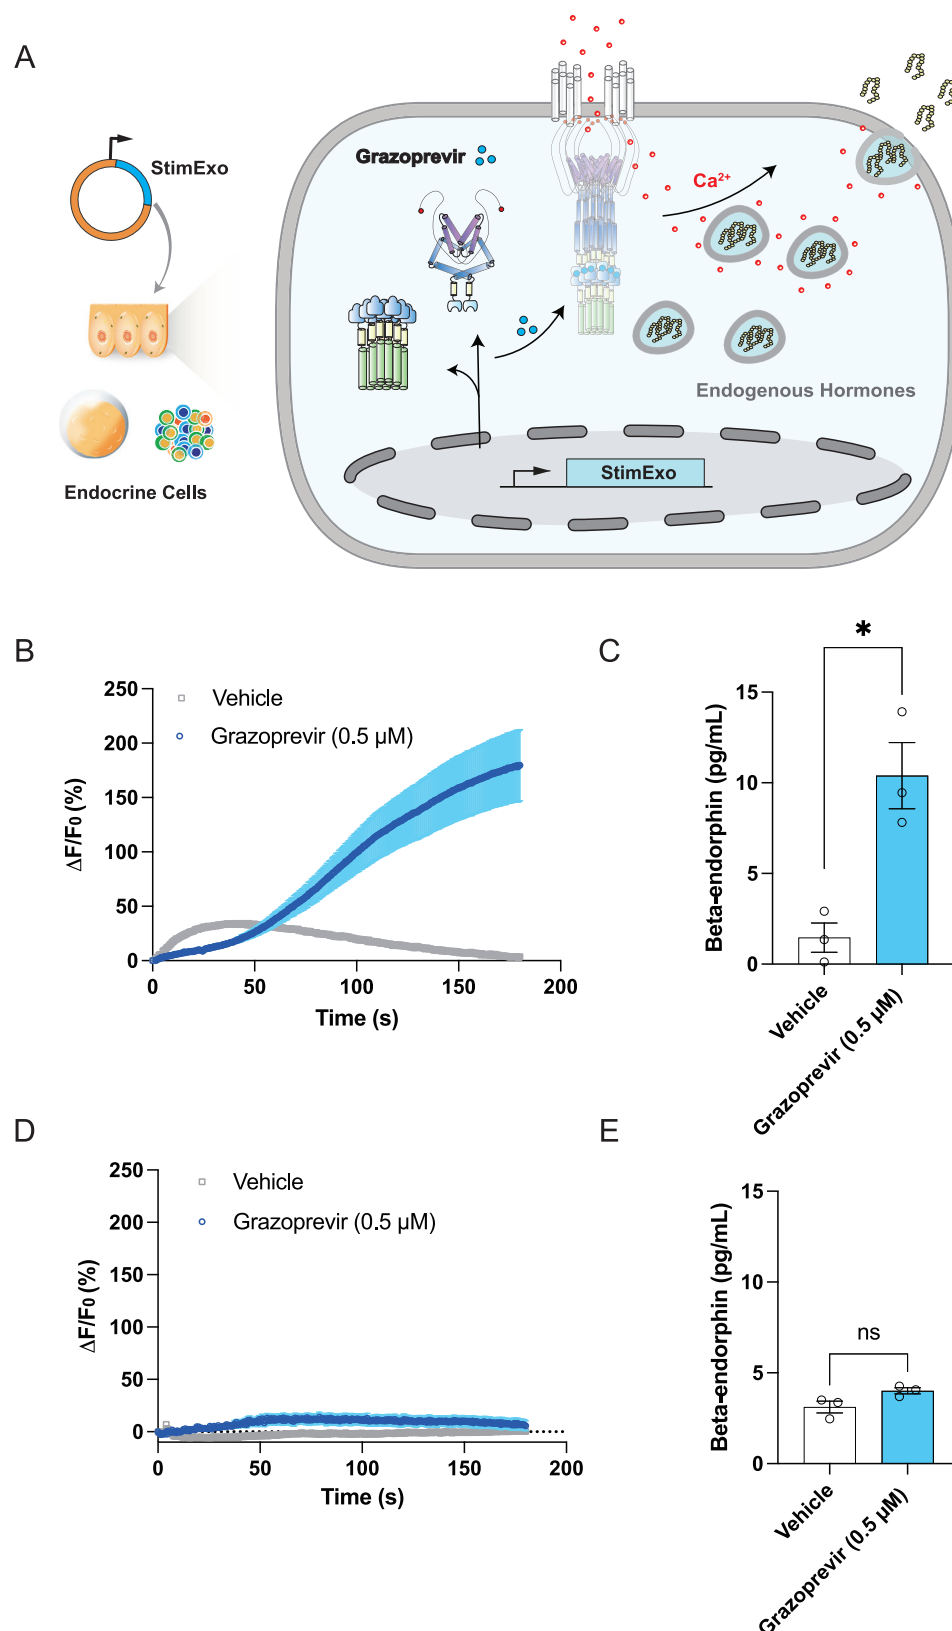 A
StimExo
Endocrine Cells
Grazoprevir
Ca²⁺
Endogenous Hormones
StimExo
B
Vehicle
Grazoprevir (0.5 µM)
250
200
150
100
50
0
ΔF/F₀ (%)
0 50 100 150 200
Time (s)
C
*
15
10
5
0
Beta-endorphin (pg/mL)
Vehicle
Grazoprevir (0.5 µM)
D
Vehicle
Grazoprevir (0.5 µM)
250
200
150
100
50
0
ΔF/F₀ (%)
0 50 100 150 200
Time (s)
E
ns
15
10
5
0
Beta-endorphin (pg/mL)
Vehicle
Grazoprevir (0.5 µM)